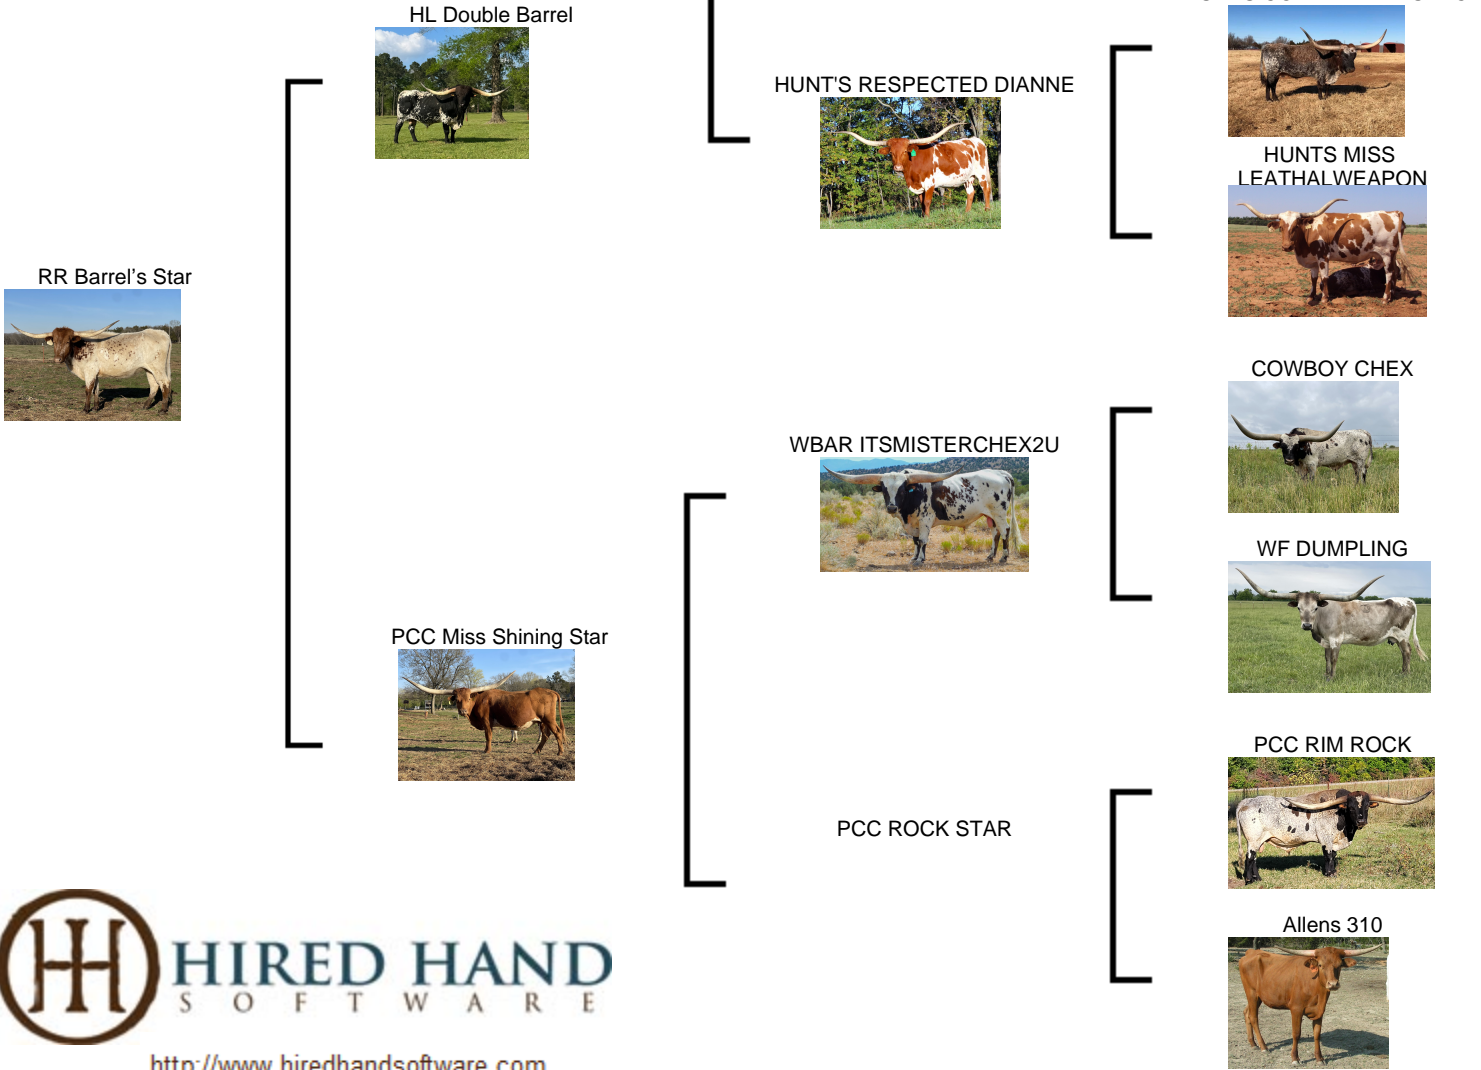 HL Double Barrel
HUNT'S RESPECTED DIANNE
HUNTS MISS
LEATHALWEAPON
RR Barrel's Star
COWBOY CHEX
WBAR ITSMISTERCHEX2U
WF DUMPLING
PCC Miss Shining Star
PCC RIM ROCK
PCC ROCK STAR
Allens 310
HIRED HAND
SOFTWARE
http://www.hiredhandsoftware.com